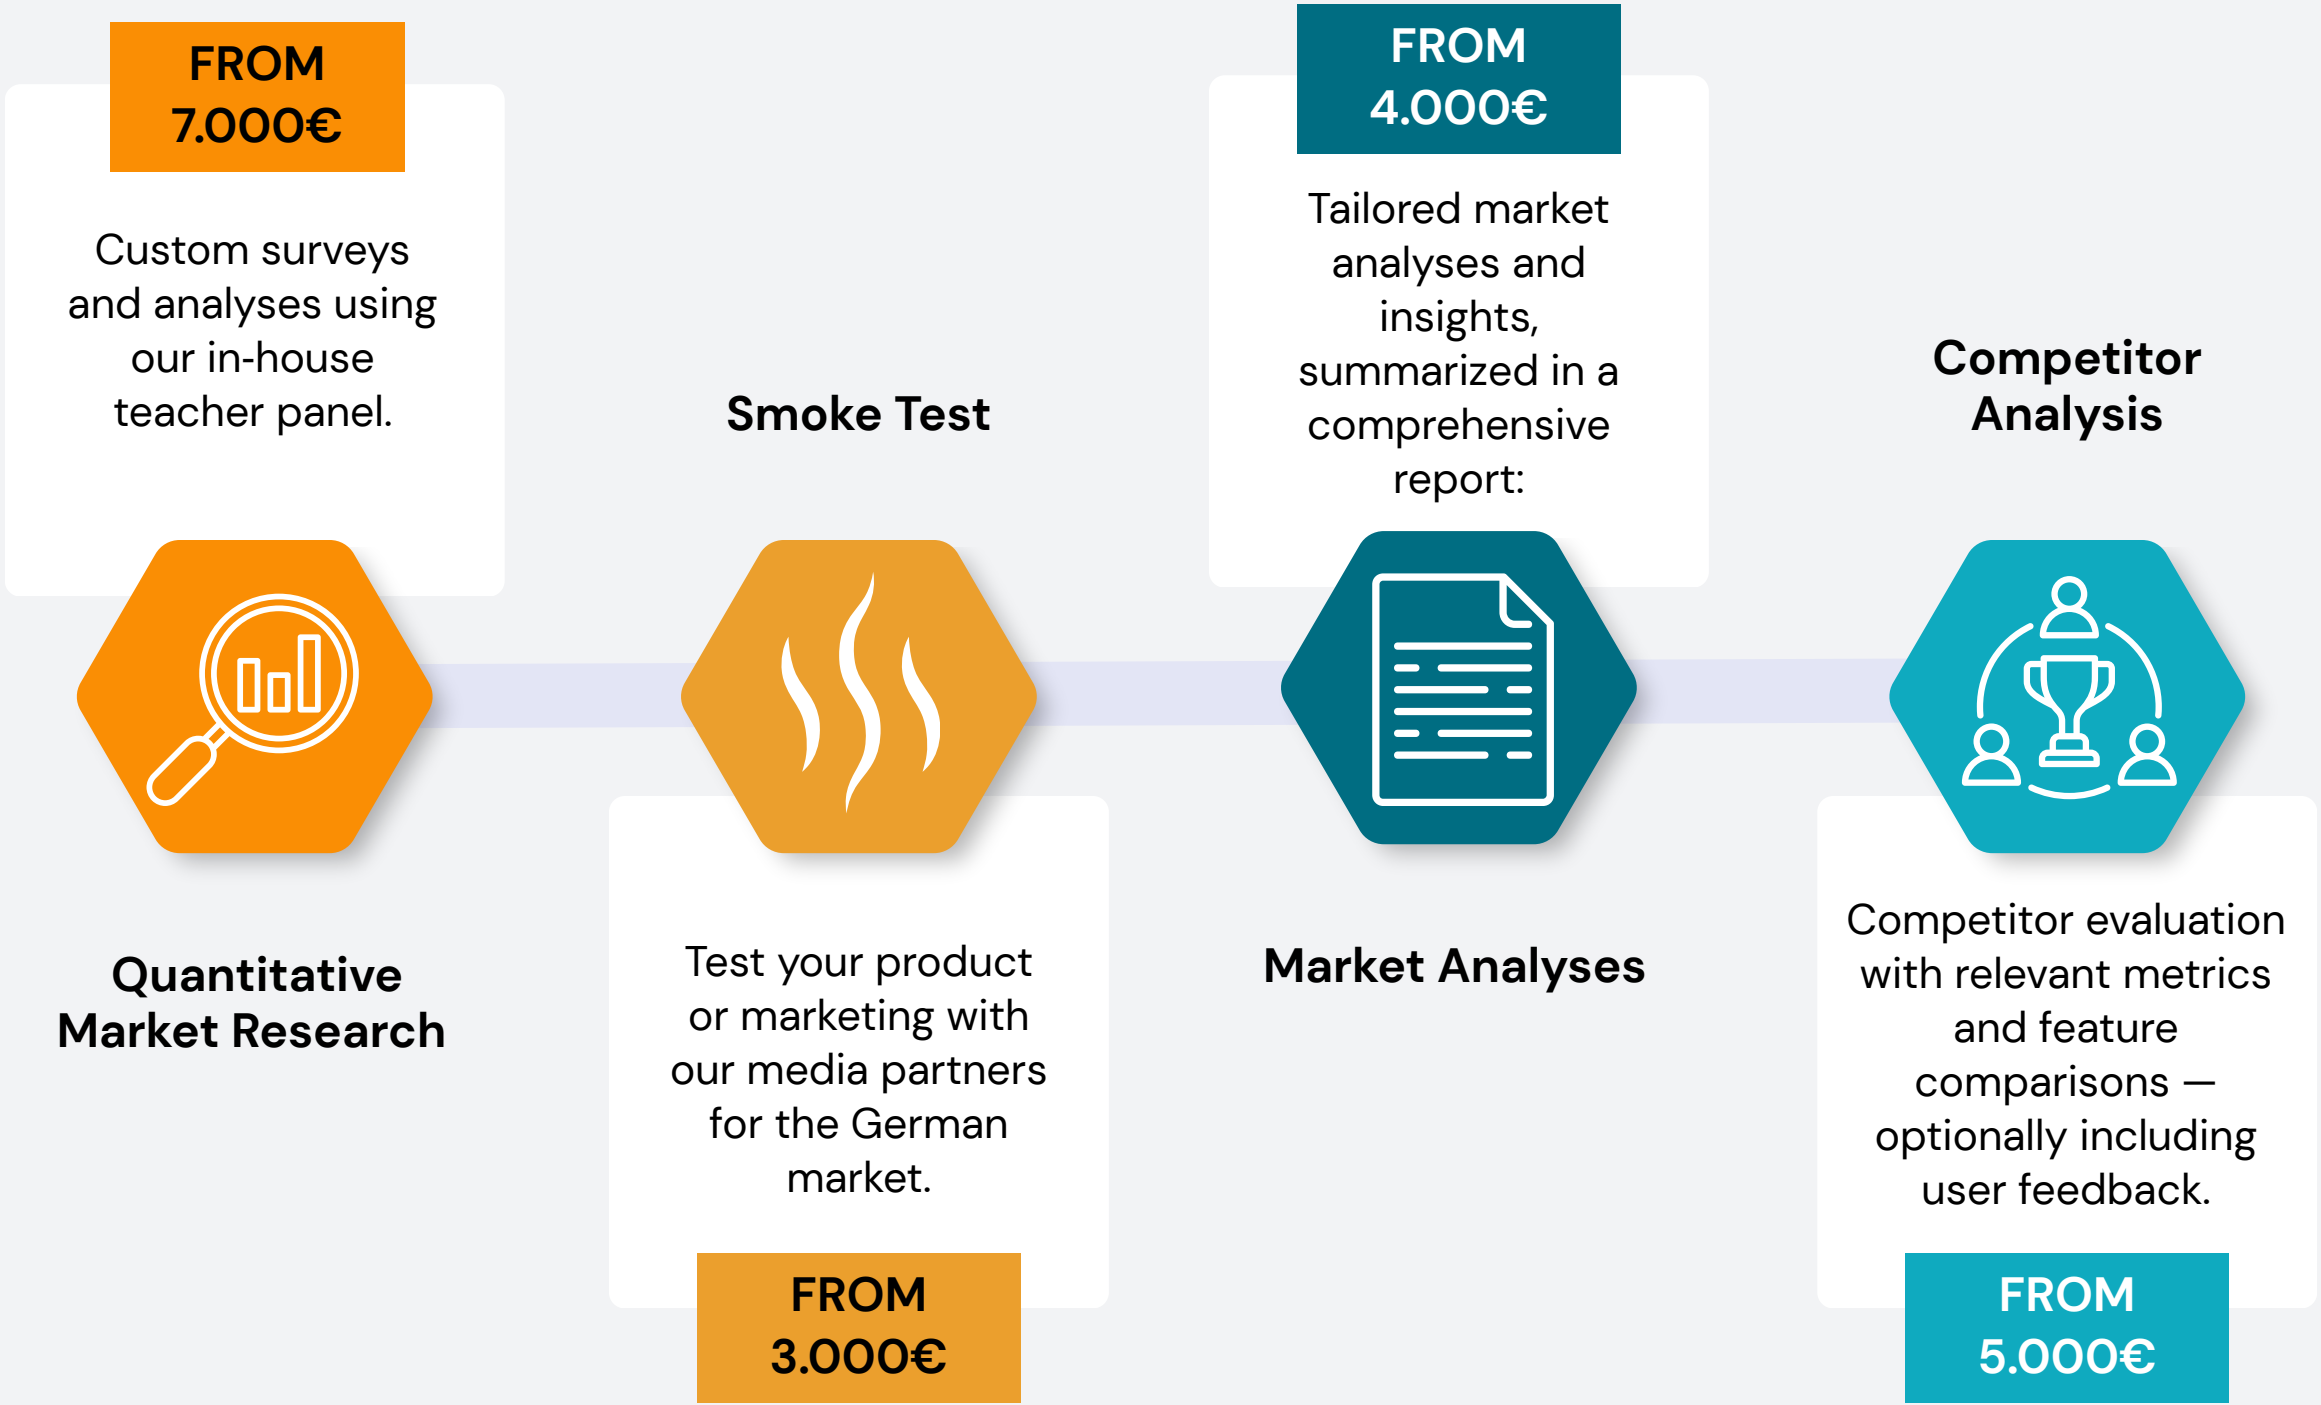 FROM
7.000€
Custom surveys
and analyses using
our in-house
teacher panel.
Quantitative
Market Research
Smoke Test
Test your product
or marketing with
our media partners
for the German
market.
FROM
3.000€
FROM
4.000€
Tailored market
analyses and
insights,
summarized in a
comprehensive
report:
Market Analyses
Competitor
Analysis
Competitor evaluation
with relevant metrics
and feature
comparisons —
optionally including
user feedback.
FROM
5.000€